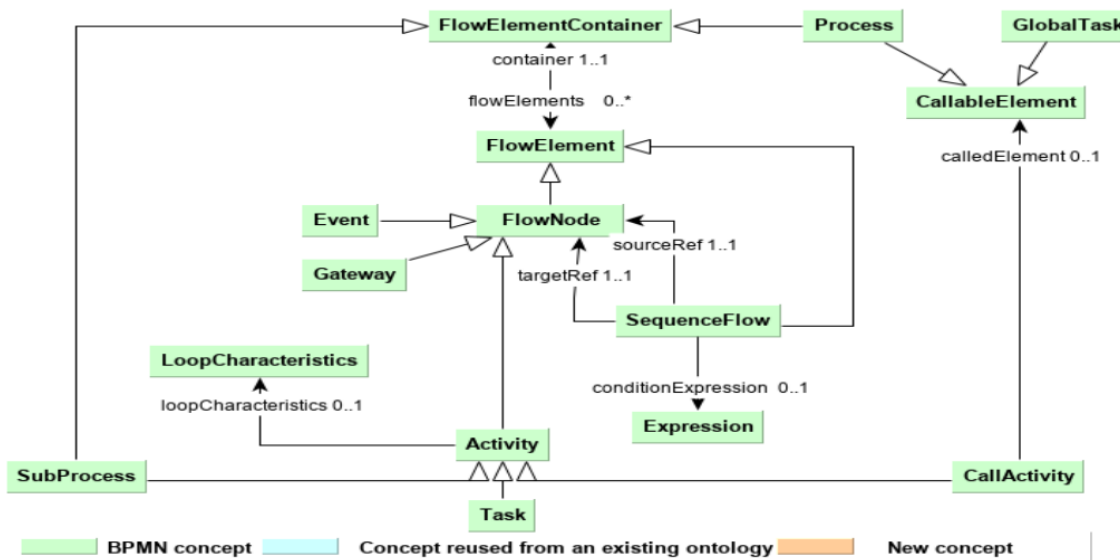 FlowElementContainer
Process
GlobalTask
container 1..1
flowElements 0..*
CallableElement
FlowElement
calledElement 0..1
Event
FlowNode
sourceRef 1..1
Gateway
targetRef 1..1
SequenceFlow
LoopCharacteristics
conditionExpression 0..1
loopCharacteristics 0..1
Expression
Activity
SubProcess
CallActivity
Task
BPMN concept
Concept reused from an existing ontology
New concept